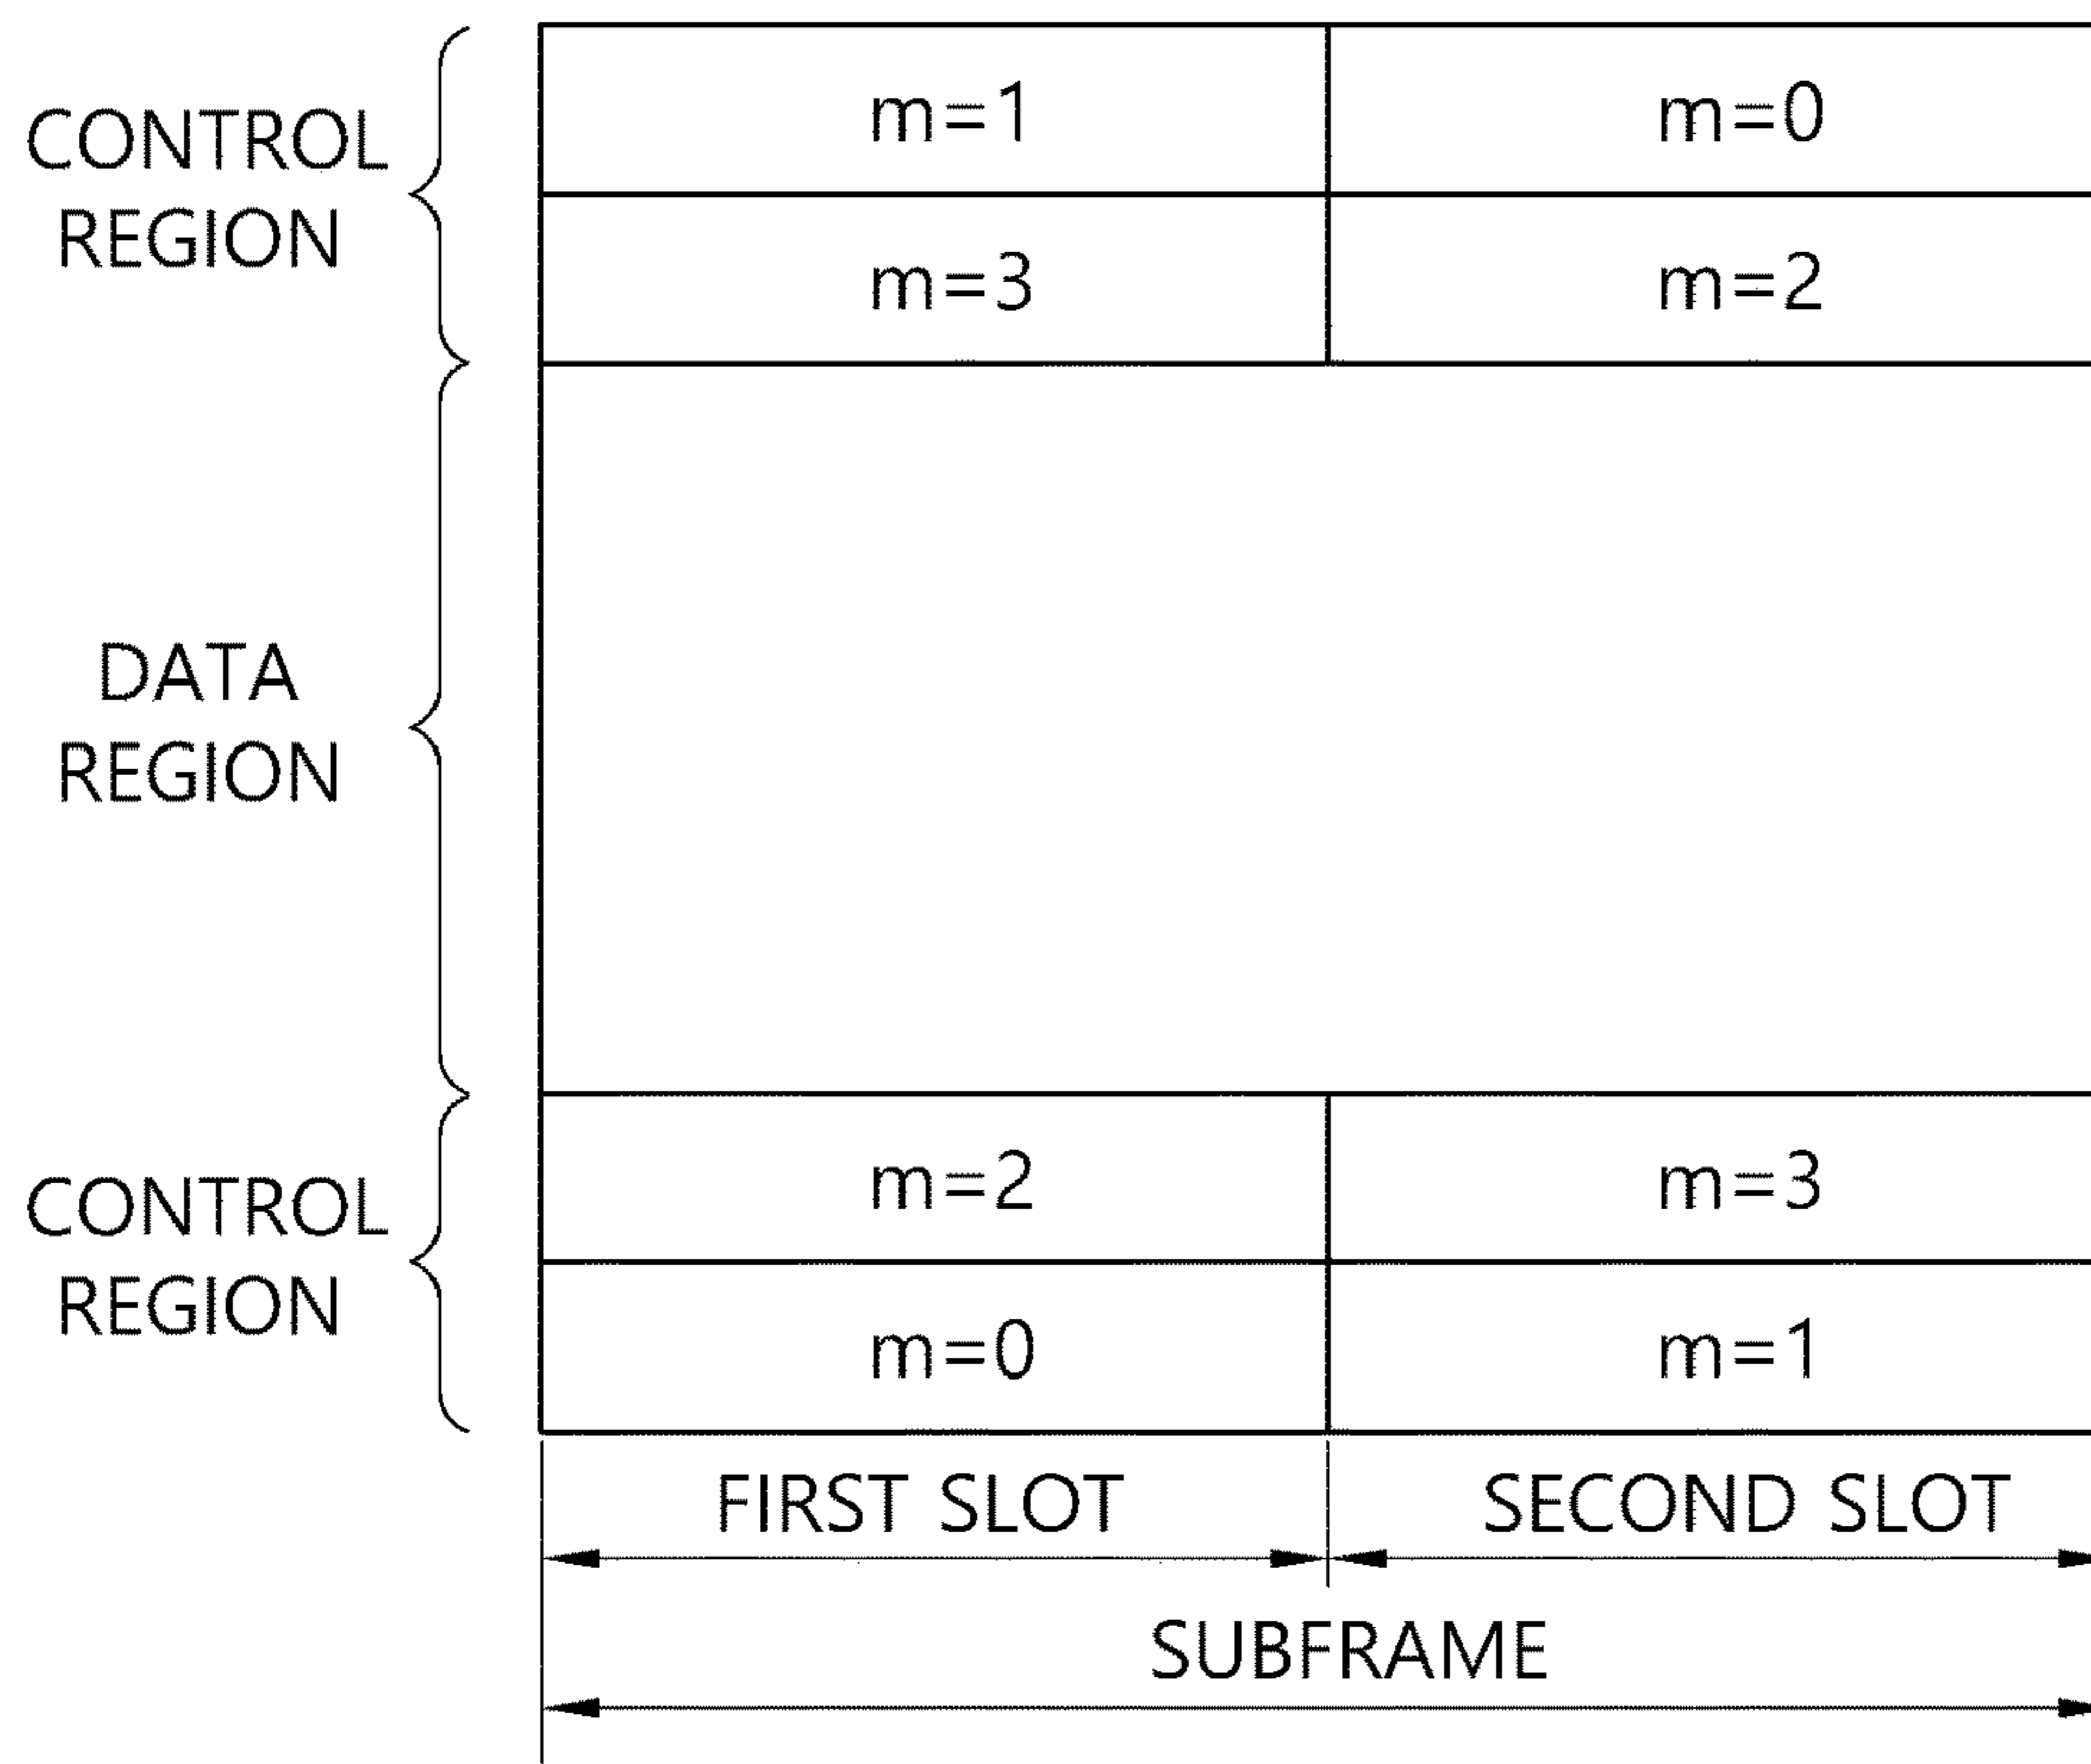 CONTROL
REGION
m=1 m=0
m=3 m=2
DATA
REGION
CONTROL
REGION
m=2 m=3
m=0 m=1
FIRST SLOT SECOND SLOT
SUBFRAME